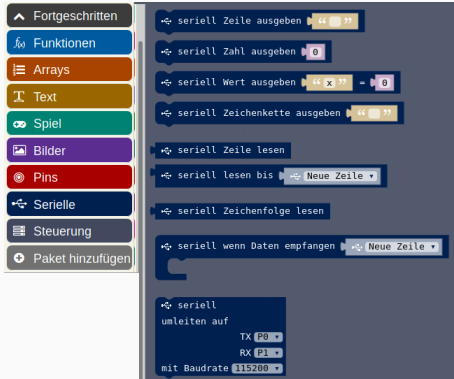 Fortgeschritten
Funktionen
Arrays
Text
Spiel
Bilder
Pins
Serielle
Steuerung
Paket hinzufügen
seriell Zeile ausgeben “ ”
seriell Zahl ausgeben 0
seriell Wert ausgeben “ x ” = 0
seriell Zeichenkette ausgeben “ ”
seriell Zeile lesen
seriell lesen bis Neue Zeile
seriell Zeichenfolge lesen
seriell wenn Daten empfangen Neue Zeile
seriell
umleiten auf
TX P0
RX P1
mit Baudrate 115200